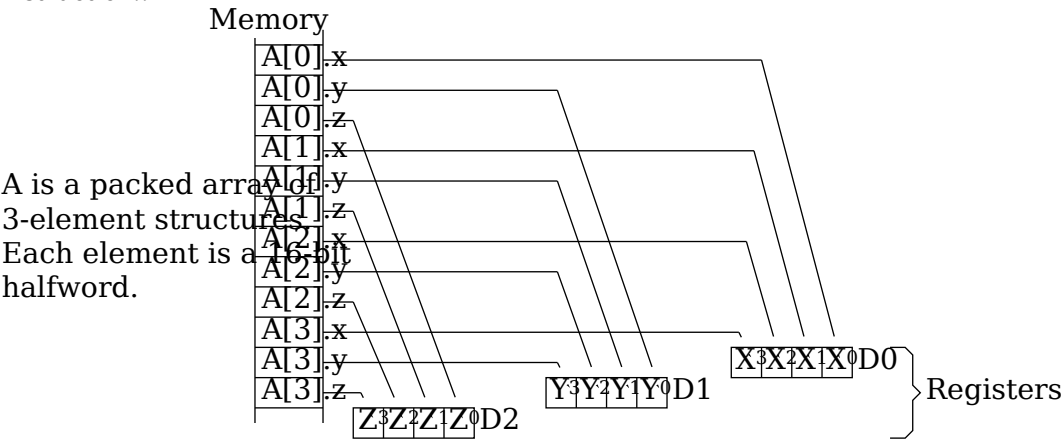 Memory
A[0].x
A[0].y
A[0].z
A[1].x
A[1].y
A[1].z
A[2].x
A[2].y
A[2].z
A[3].x
A[3].y
A[3].z
A is a packed array of
3-element structures.
Each element is a 16-bit
halfword.
X3 X2 X1 X0 D0
Y3 Y2 Y1 Y0 D1
Z3 Z2 Z1 Z0 D2
Registers